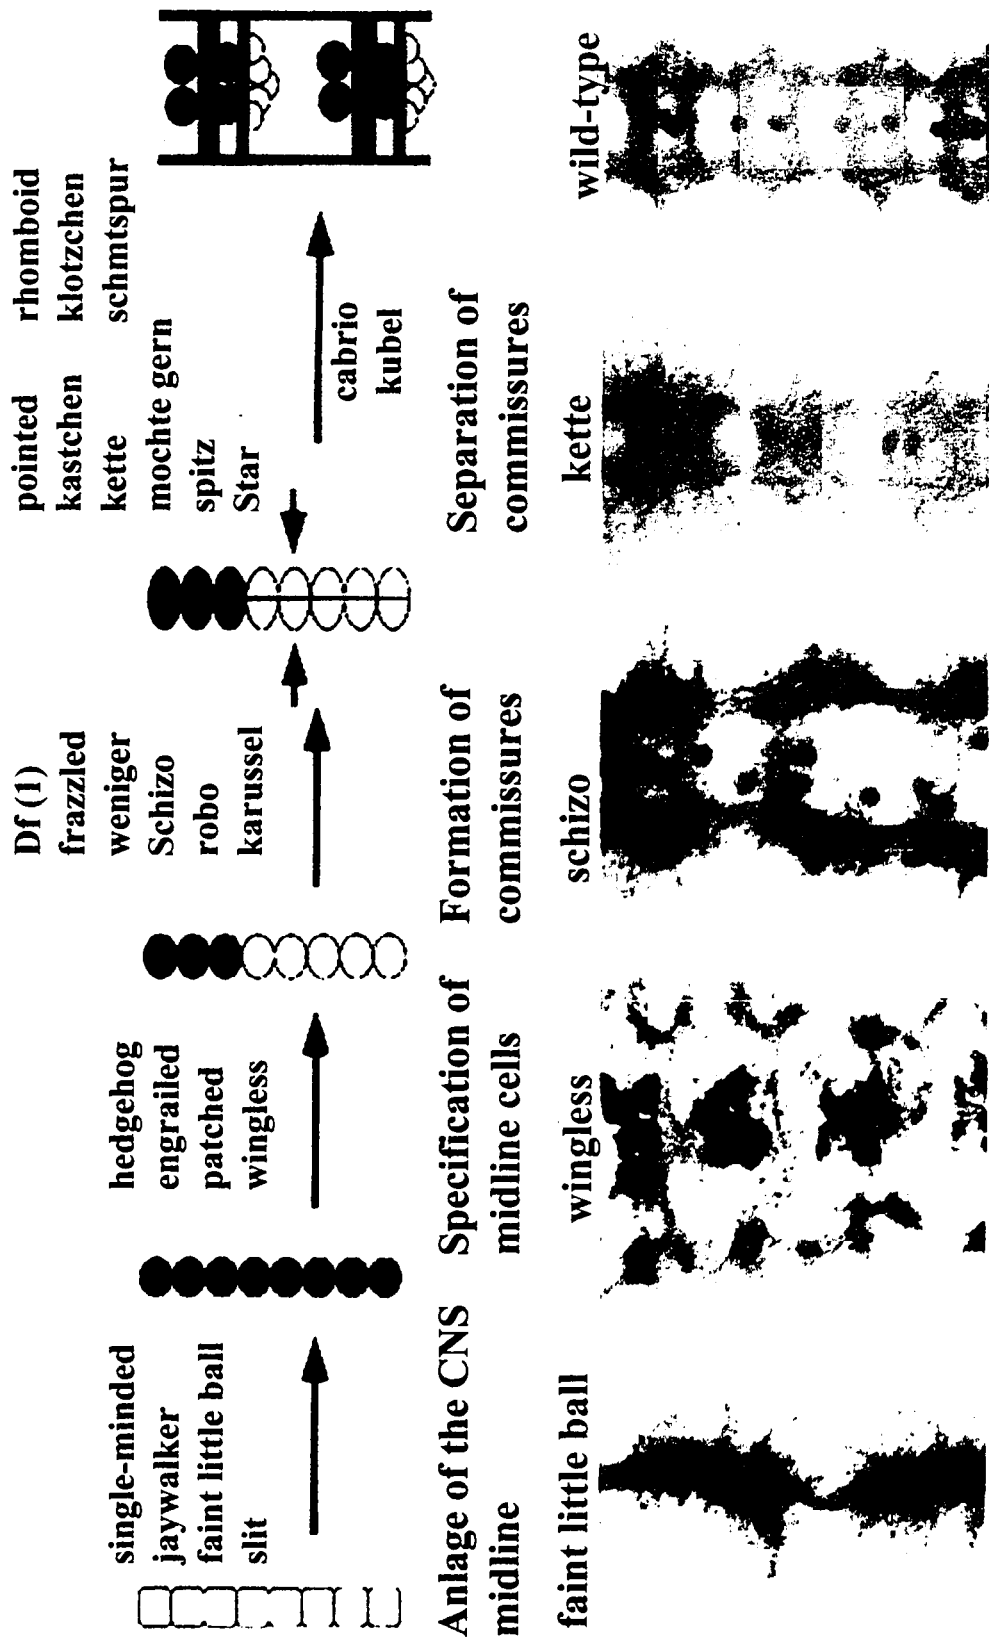 single-minded
jaywalker
faint little ball
slit
hedgehog
engrailed
patched
wingless
Df (1)
frazzled
weniger
Schizo
robo
karussel
pointed
kastchen
kette
mochte gern
spitz
Star
rhomboid
klotzchen
schmtspur
cabrio
kubel
Anlage of the CNS
midline
Specification of
midline cells
Formation of
commissures
Separation of
commissures
faint little ball
wingless
schizo
kette
wild-type